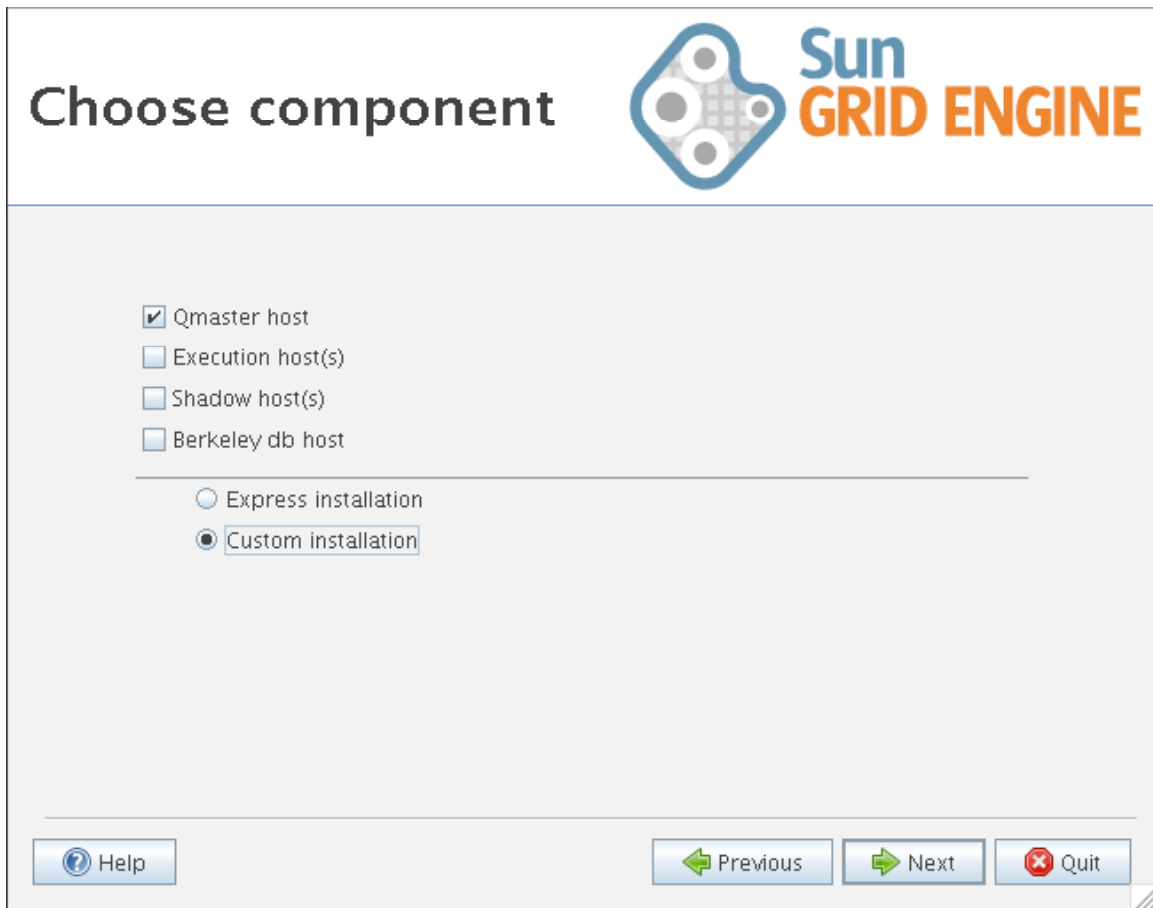 Choose component
Sun
GRID ENGINE
Qmaster host
Execution host(s)
Shadow host(s)
Berkeley db host
Express installation
Custom installation
Help
Previous
Next
Quit